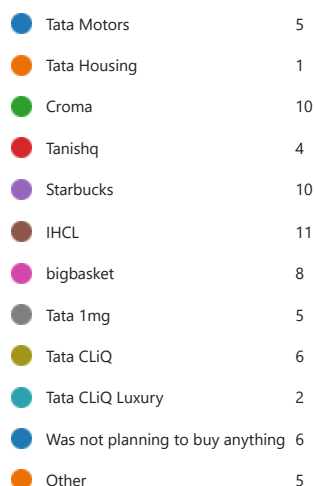 Tata Motors 5
Tata Housing 1
Croma 10
Tanishq 4
Starbucks 10
IHCL 11
bigbasket 8
Tata 1mg 5
Tata CLiQ 6
Tata CLiQ Luxury 2
Was not planning to buy anything 6
Other 5